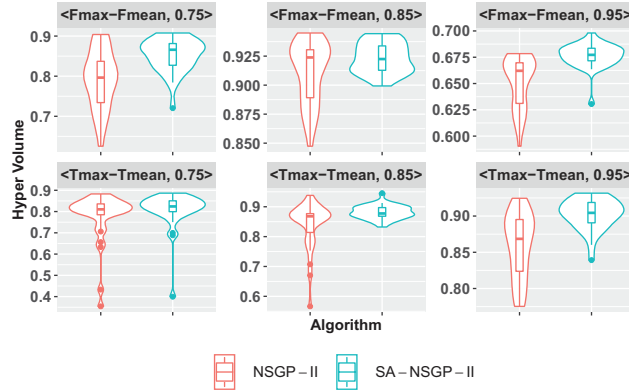 <Fmax−Fmean, 0.75>
<Fmax−Fmean, 0.85>
<Fmax−Fmean, 0.95>
0.9
0.8
0.7
0.925
0.900
0.875
0.850
0.700
0.675
0.650
0.625
0.600
<Tmax−Tmean, 0.75>
<Tmax−Tmean, 0.85>
<Tmax−Tmean, 0.95>
0.9
0.8
0.7
0.6
0.5
0.4
0.9
0.8
0.7
0.6
0.90
0.85
0.80
Hyper Volume
Algorithm
NSGP−II
SA−NSGP−II